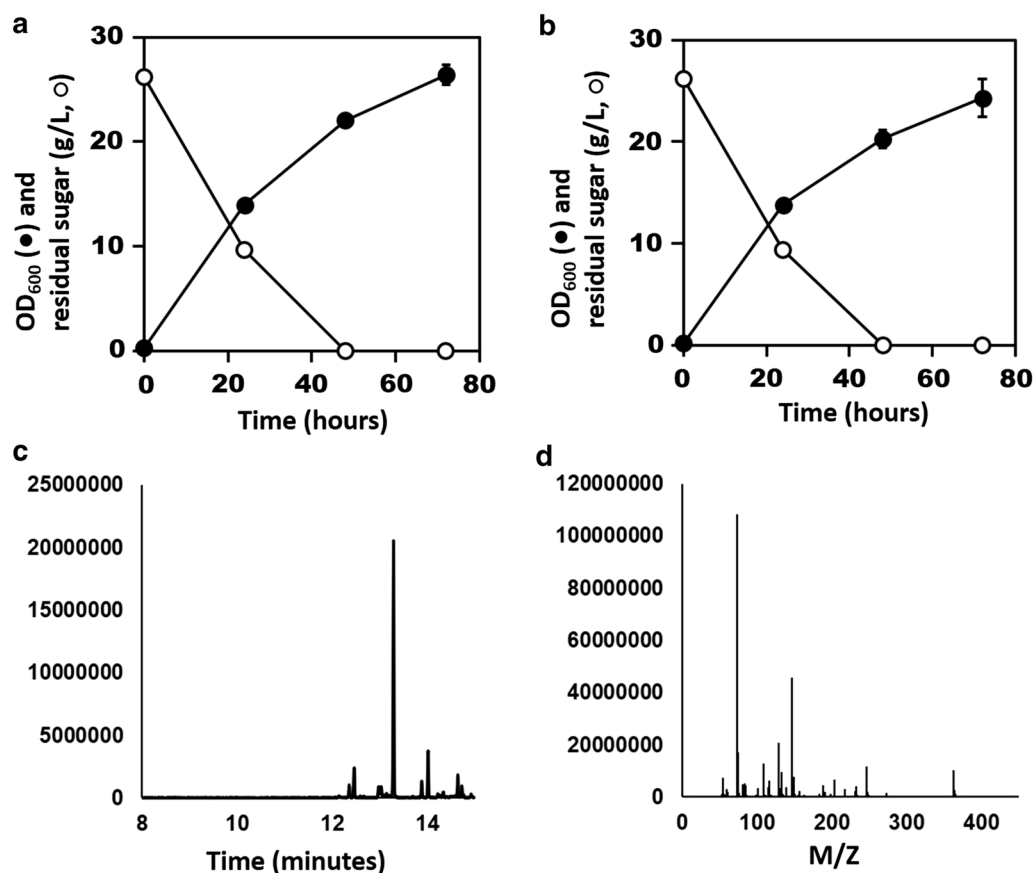 a
OD600 (●) and
residual sugar (g/L, ○)
30
20
10
0
0 20 40 60 80
Time (hours)
b
OD600 (●) and
residual sugar (g/L, ○)
30
20
10
0
0 20 40 60 80
Time (hours)
c
25000000
20000000
15000000
10000000
5000000
0
8 10 12 14
Time (minutes)
d
120000000
100000000
80000000
60000000
40000000
20000000
0
0 100 200 300 400
M/Z